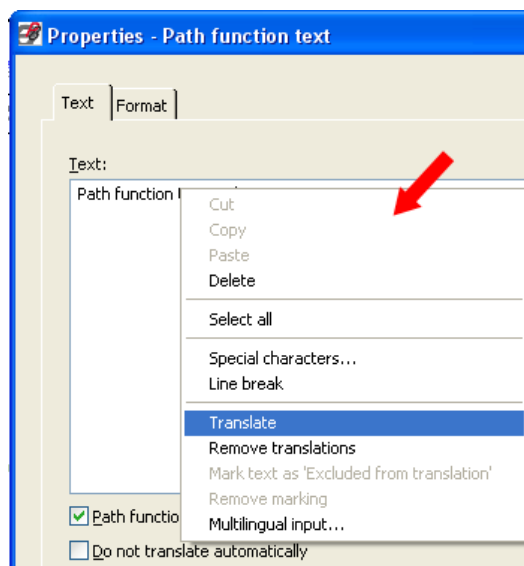 Properties - Path function text
Text Format
Text:
Path function
Cut
Copy
Paste
Delete
Select all
Special characters...
Line break
Translate
Remove translations
Mark text as 'Excluded from translation'
Remove marking
Multilingual input...
Path functio
Do not translate automatically